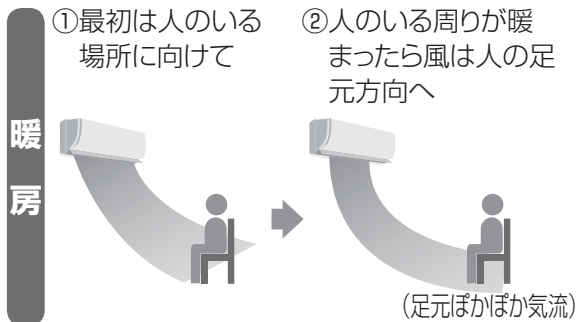 暖房
①最初は人のいる
場所に向けて
②人のいる周りが暖
まったら風は人の足
元方向へ
(足元ぽかぽか気流)